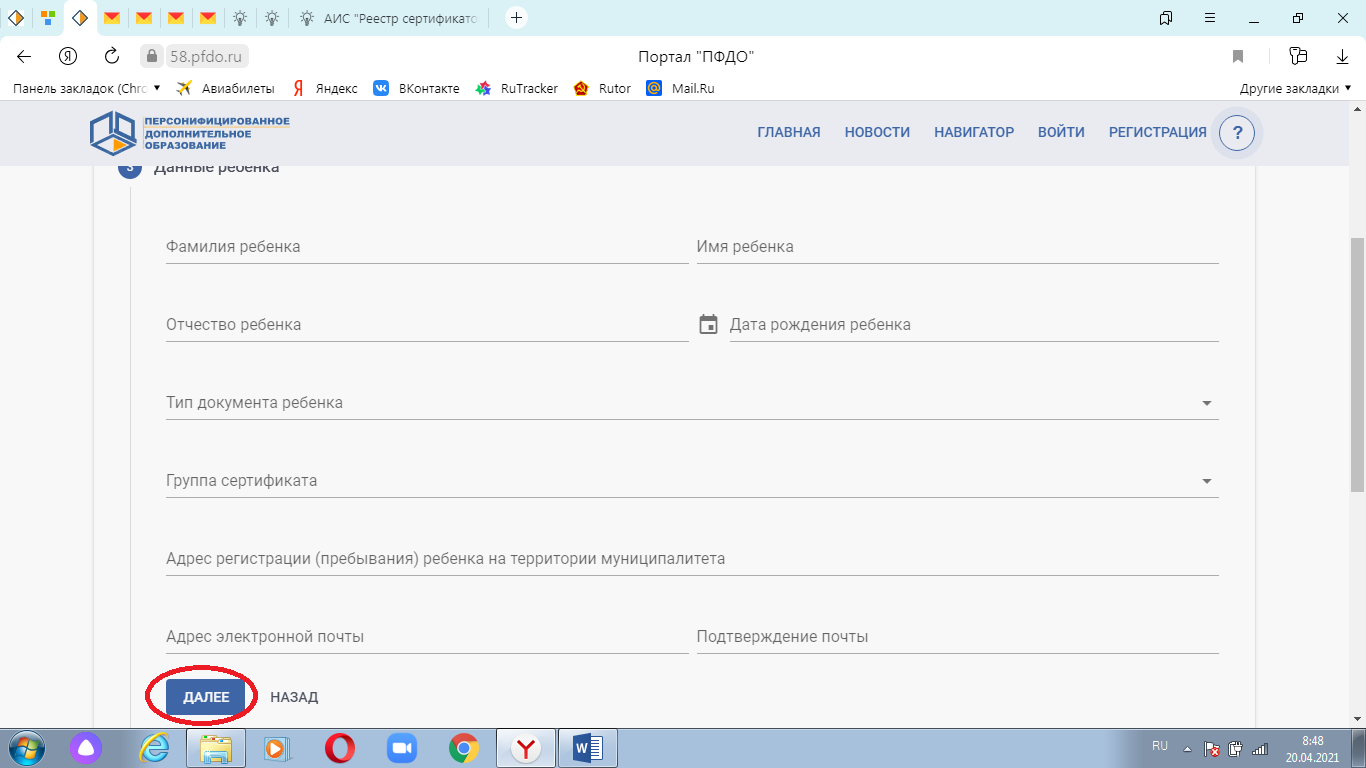 АИС "Реестр сертификато
58.pfdo.ru
Портал "ПФДО"
Панель закладок (Chro
Авиабилеты
Яндекс
ВКонтакте
RuTracker
Rutor
Mail.Ru
Другие закладки
ПЕРСОНИФИЦИРОВАННОЕ
ДОПОЛНИТЕЛЬНОЕ
ОБРАЗОВАНИЕ
ГЛАВНАЯ
НОВОСТИ
НАВИГАТОР
ВОЙТИ
РЕГИСТРАЦИЯ
?
3 Данные ребенка
Фамилия ребенка
Имя ребенка
Отчество ребенка
Дата рождения ребенка
Тип документа ребенка
Группа сертификата
Адрес регистрации (пребывания) ребенка на территории муниципалитета
Адрес электронной почты
Подтверждение почты
ДАЛЕЕ
НАЗАД
RU
8:48
20.04.2021